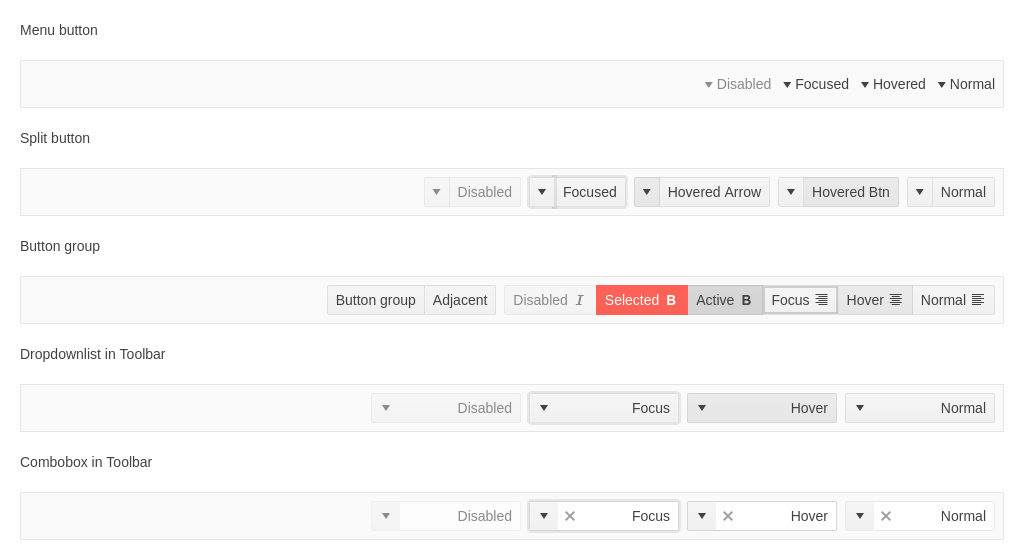 Menu button
Disabled Focused Hovered Normal
Split button
Disabled Focused Hovered Arrow Hovered Btn Normal
Button group
Button group Adjacent Disabled I Selected B Active B Focus Hover Normal
Dropdownlist in Toolbar
Disabled Focus Hover Normal
Combobox in Toolbar
Disabled Focus Hover Normal